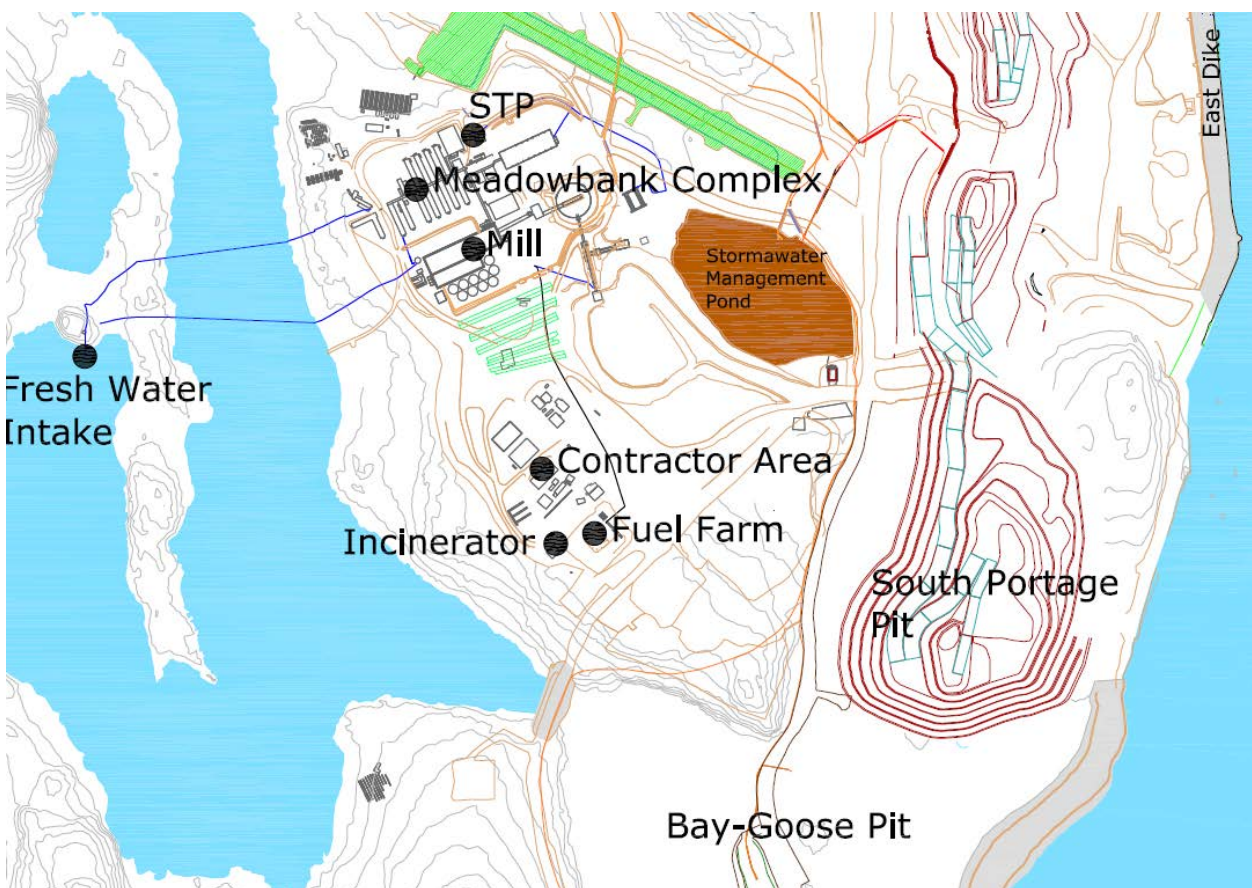 East Dike
STP
Meadowbank Complex
Mill
Stormawater
Management
Pond
Fresh Water
Intake
Contractor Area
Fuel Farm
Incinerator
South Portage
Pit
Bay-Goose Pit